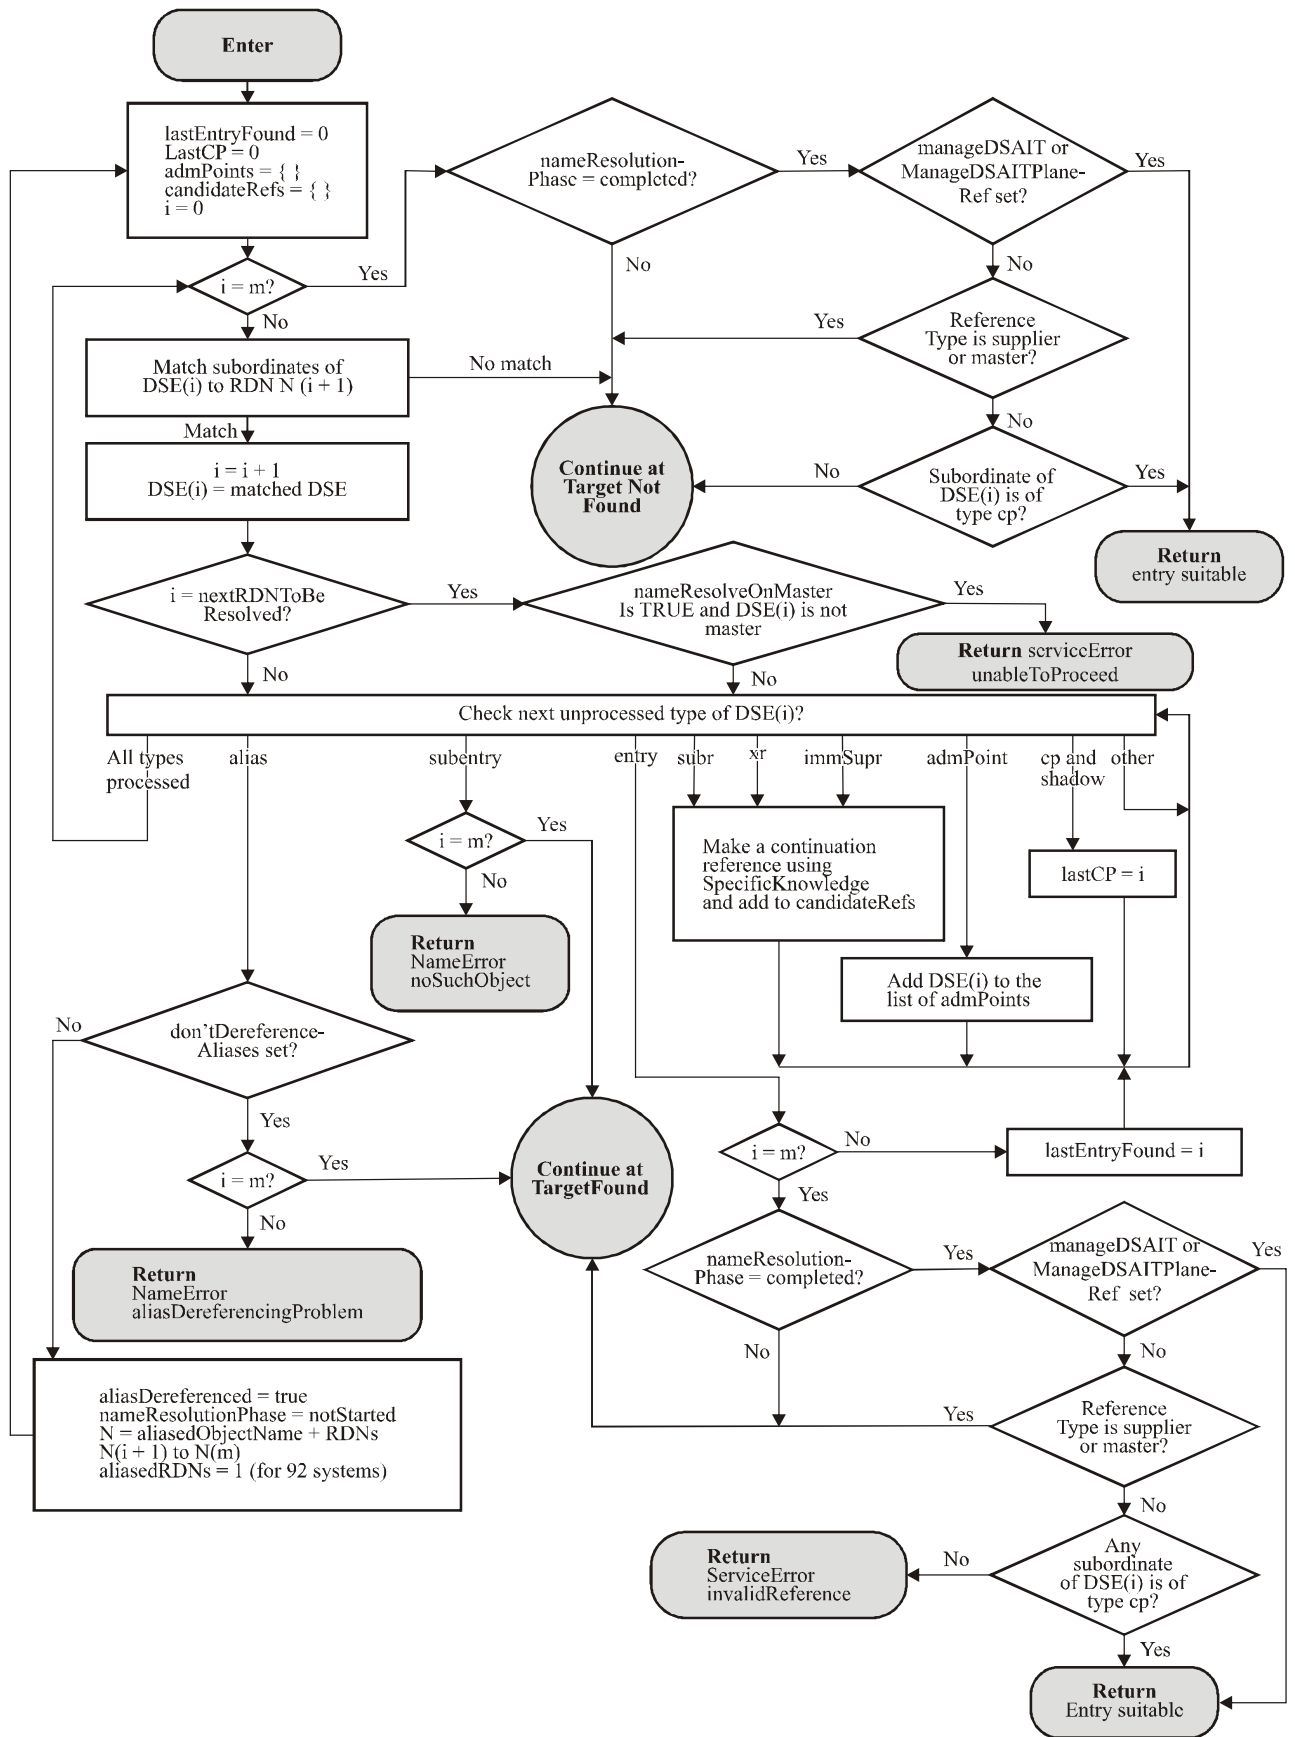 Enter
lastEntryFound = 0
LastCP = 0
admPoints = { }
candidateRefs = { }
i = 0
nameResolution-
Phase = completed?
Yes
manageDSAIT or
ManageDSAITPlane-
Ref set?
Yes
No
No
i = m?
Yes
No
Reference
Type is supplier
or master?
Yes
No
Match subordinates of
DSE(i) to RDN N (i + 1)
No match
Match
i = i + 1
DSE(i) = matched DSE
Continue at
Target Not
Found
No
Subordinate of
DSE(i) is of
type cp?
Yes
Return
entry suitable
i = nextRDNToBe
Resolved?
Yes
No
nameResolveOnMaster
Is TRUE and DSE(i) is not
master
Yes
No
Return serviceError
unableToProceed
Check next unprocessed type of DSE(i)?
All types
processed
alias
subentry
entry
subr
xr
immSupr
admPoint
cp and
shadow
other
i = m?
Yes
No
Return
NameError
noSuchObject
Make a continuation
reference using
SpecificKnowledge
and add to candidateRefs
lastCP = i
Add DSE(i) to the
list of admPoints
No
don'tDereference-
Aliases set?
Yes
i = m?
Yes
No
Continue at
TargetFound
i = m?
No
Yes
lastEntryFound = i
Return
NameError
aliasDereferencingProblem
nameResolution-
Phase = completed?
Yes
No
manageDSAIT or
ManageDSAITPlane-
Ref set?
Yes
No
aliasDereferenced = true
nameResolutionPhase = notStarted
N = aliasedObjectName + RDNs
N(i + 1) to N(m)
aliasedRDNs = 1 (for 92 systems)
Yes
Reference
Type is supplier
or master?
No
Return
ServiceError
invalidReference
No
Any
subordinate
of DSE(i) is of
type cp?
Yes
Return
Entry suitable